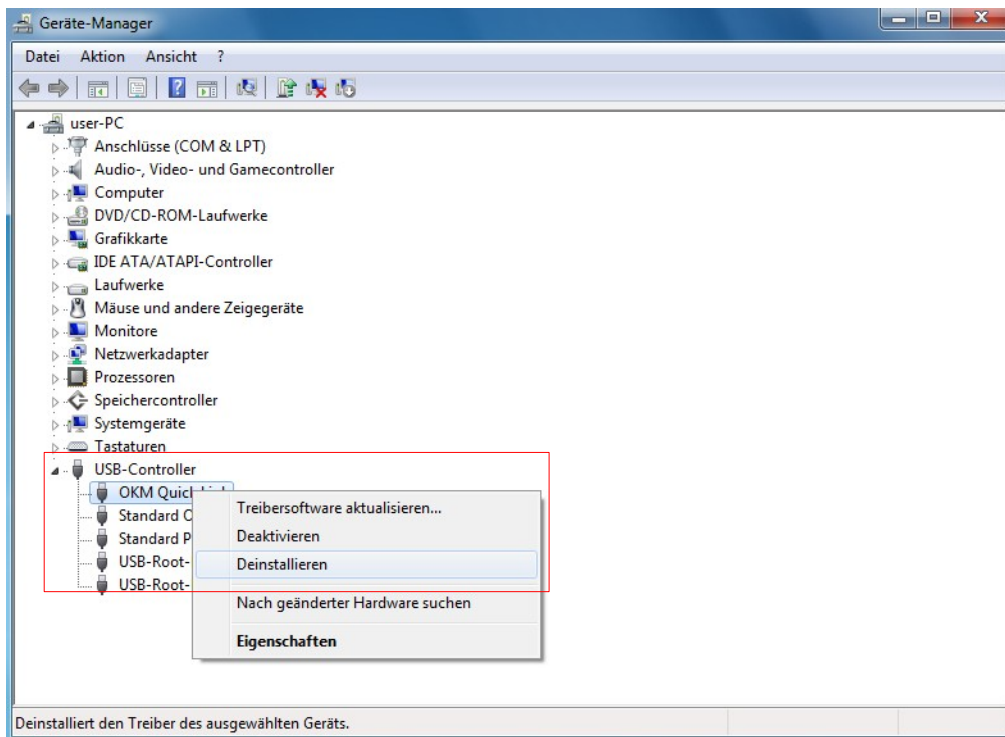 Geräte-Manager
Datei Aktion Ansicht ?
user-PC
Anschlüsse (COM & LPT)
Audio-, Video- und Gamecontroller
Computer
DVD/CD-ROM-Laufwerke
Grafikkarte
IDE ATA/ATAPI-Controller
Laufwerke
Mäuse und andere Zeigegeräte
Monitore
Netzwerkadapter
Prozessoren
Speichercontroller
Systemgeräte
Tastaturen
USB-Controller
OKM
Standard
Standard
USB-Root-
USB-Root-
Treibersoftware aktualisieren...
Deaktivieren
Deinstallieren
Nach geänderter Hardware suchen
Eigenschaften
Deinstalliert den Treiber des ausgewählten Geräts.